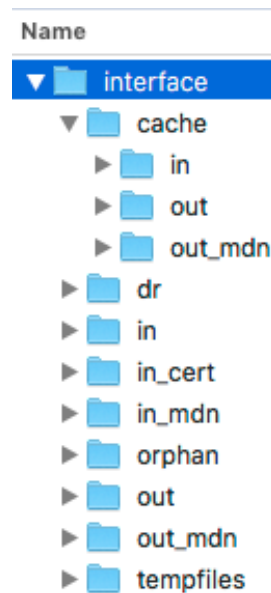 Name
interface
cache
in
out
out_mdn
dr
in
in_cert
in_mdn
orphan
out
out_mdn
tempfiles